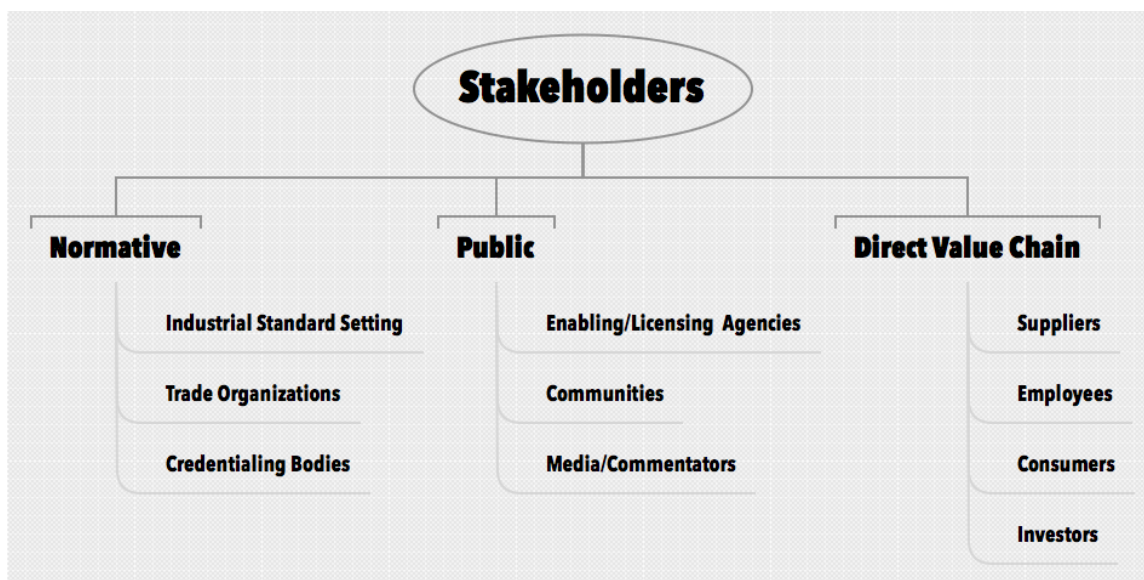 Stakeholders
Normative
Industrial Standard Setting
Trade Organizations
Credentialing Bodies
Public
Enabling/Licensing Agencies
Communities
Media/Commentators
Direct Value Chain
Suppliers
Employees
Consumers
Investors